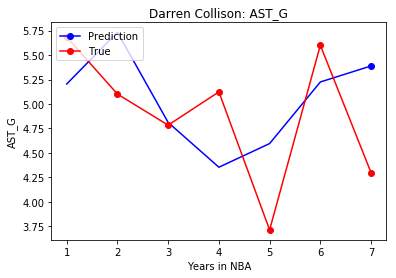 Darren Collison: AST_G
Prediction
True
5.75
5.50
5.25
5.00
4.75
4.50
4.25
4.00
3.75
AST_G
1 2 3 4 5 6 7
Years in NBA